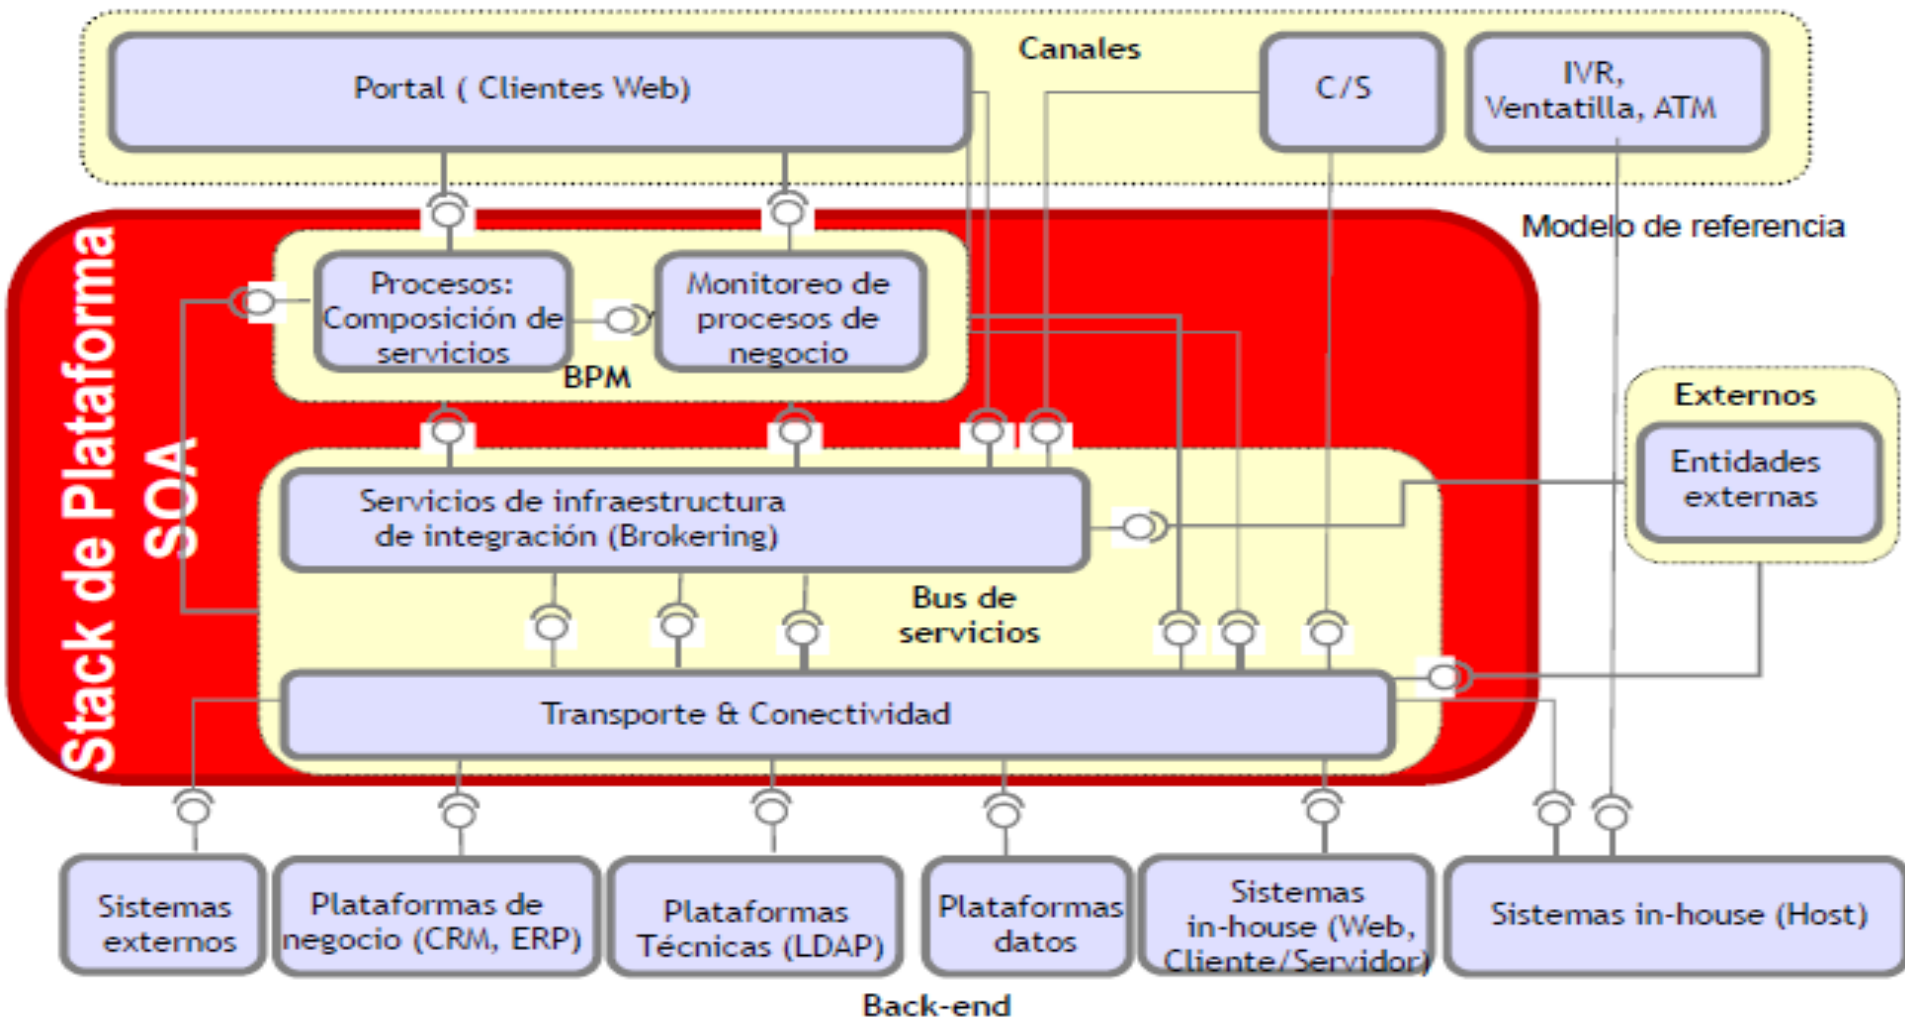 Canales
Portal ( Clientes Web)
C/S
IVR,
Ventatilla, ATM
Modelo de referencia
Stack de Plataforma
SOA
Procesos:
Composición de
servicios
Monitoreo de
procesos de
negocio
BPM
Externos
Entidades
externas
Servicios de infraestructura
de integración (Brokering)
Bus de
servicios
Transporte & Conectividad
Sistemas
externos
Plataformas de
negocio (CRM, ERP)
Plataformas
Técnicas (LDAP)
Plataformas
datos
Sistemas
in-house (Web,
Cliente/Servidor)
Sistemas in-house (Host)
Back-end